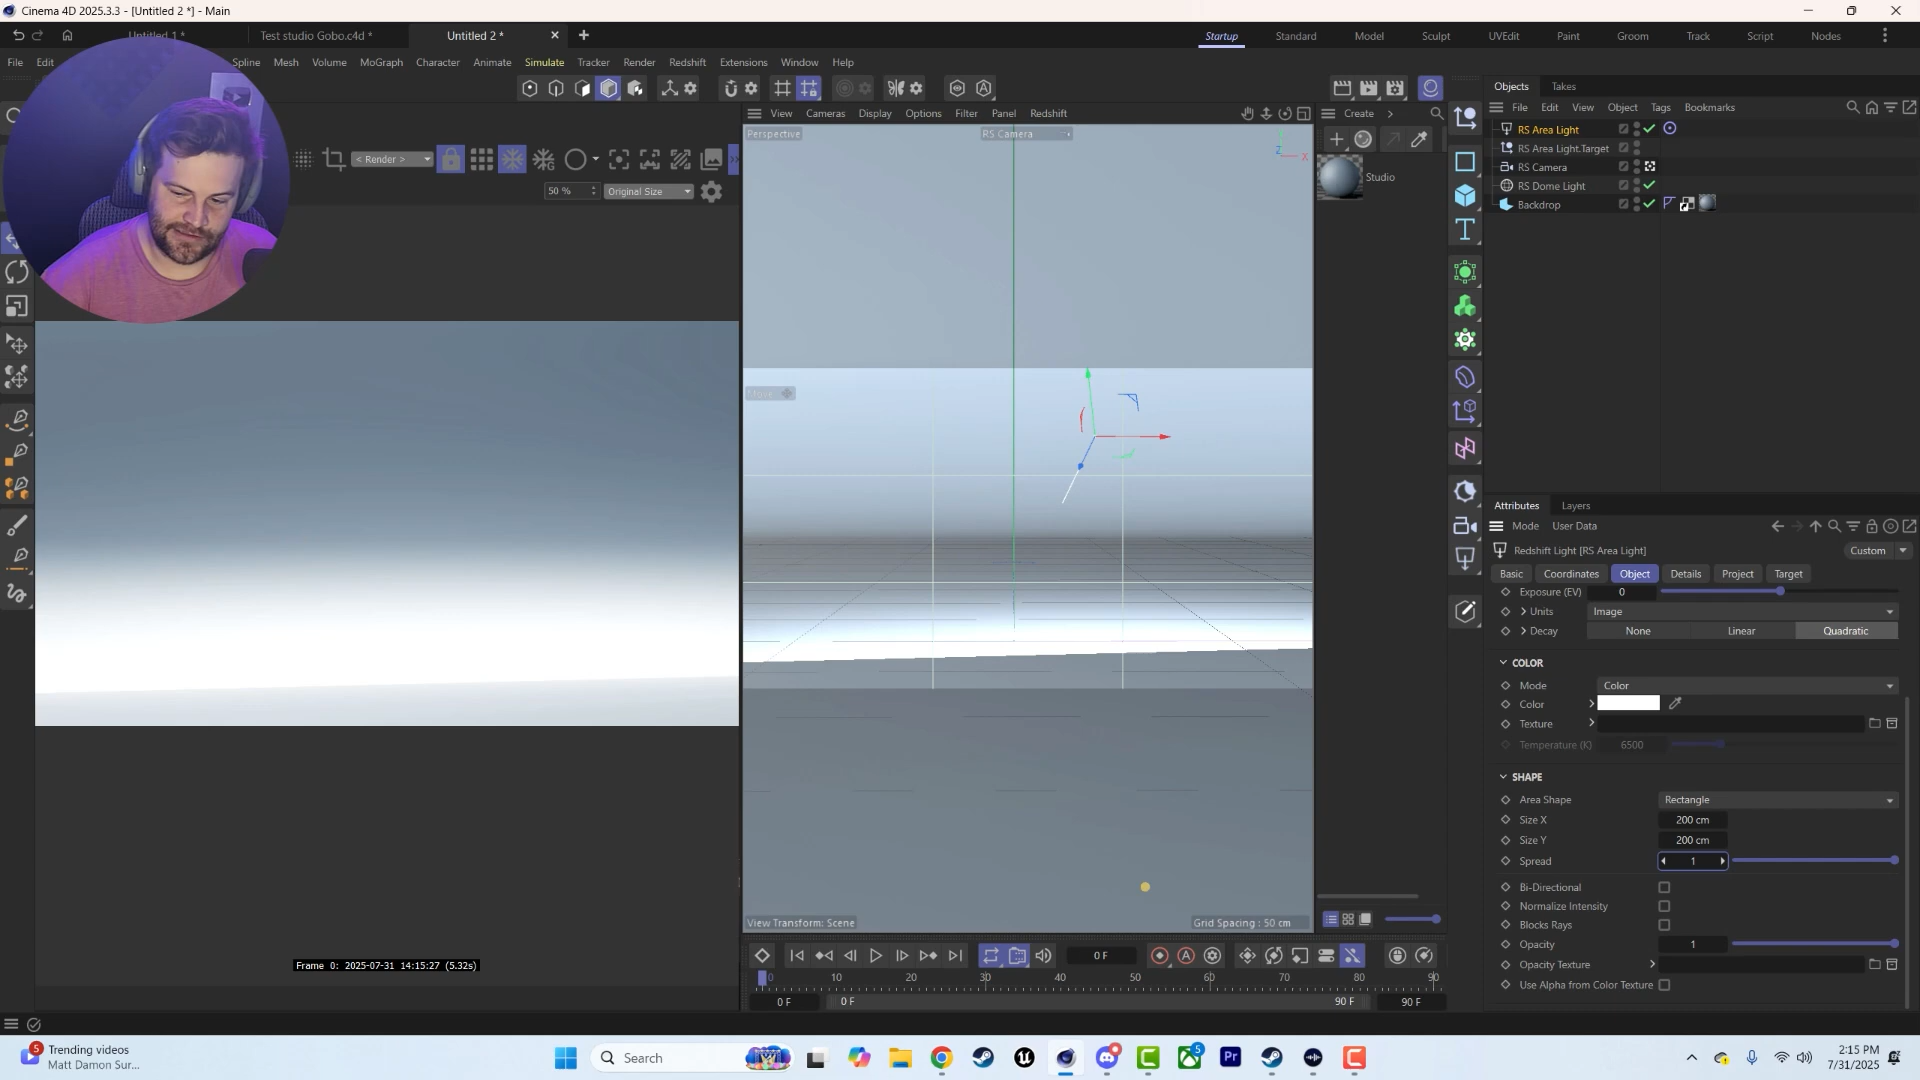 Cinema 4D 2025.3.3 - [Untitled 2 *] - Main
Untitled 1 *
Test studio Gobo.c4d *
Untitled 2 *
Startup
Standard
Model
Sculpt
UVEdit
Paint
Groom
Track
Script
Nodes
File
Edit
Spline
Mesh
Volume
MoGraph
Character
Animate
Simulate
Tracker
Render
Redshift
Extensions
Window
Help
< Render >
50 %
Original Size
View
Cameras
Display
Options
Filter
Panel
Redshift
Perspective
RS Camera
Z
X
Move
View Transform: Scene
Grid Spacing : 50 cm
Frame 0: 2025-07-31 14:15:27 (5.32s)
Create
Studio
Objects
Takes
File
Edit
View
Object
Tags
Bookmarks
RS Area Light
RS Area Light.Target
RS Camera
RS Dome Light
Backdrop
Attributes
Layers
Mode
User Data
Redshift Light [RS Area Light]
Custom
Basic
Coordinates
Object
Details
Project
Target
Exposure (EV)
0
Units
Image
Decay
None
Linear
Quadratic
COLOR
Mode
Color
Color
Texture
Temperature (K)
6500
SHAPE
Area Shape
Rectangle
Size X
200 cm
Size Y
200 cm
Spread
1
Bi-Directional
Normalize Intensity
Blocks Rays
Opacity
1
Opacity Texture
Use Alpha from Color Texture
0 F
0
10
20
30
40
50
60
70
80
90
0 F
0 F
90 F
90 F
5
Trending videos
Matt Damon Sur...
Search
5
Pr
2:15 PM
7/31/2025